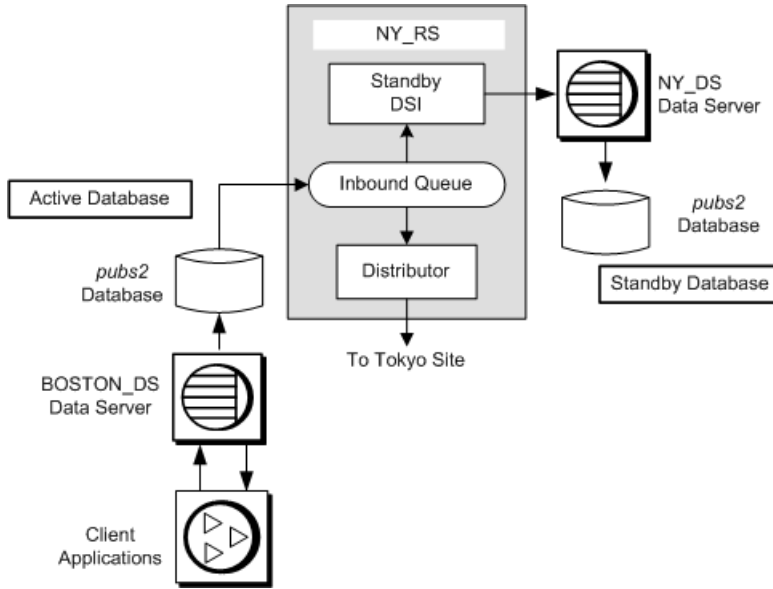 NY_RS
Standby
DSI
NY_DS
Data Server
Inbound Queue
Active Database
pubs2
Database
pubs2
Database
Distributor
Standby Database
To Tokyo Site
BOSTON_DS
Data Server
Client
Applications